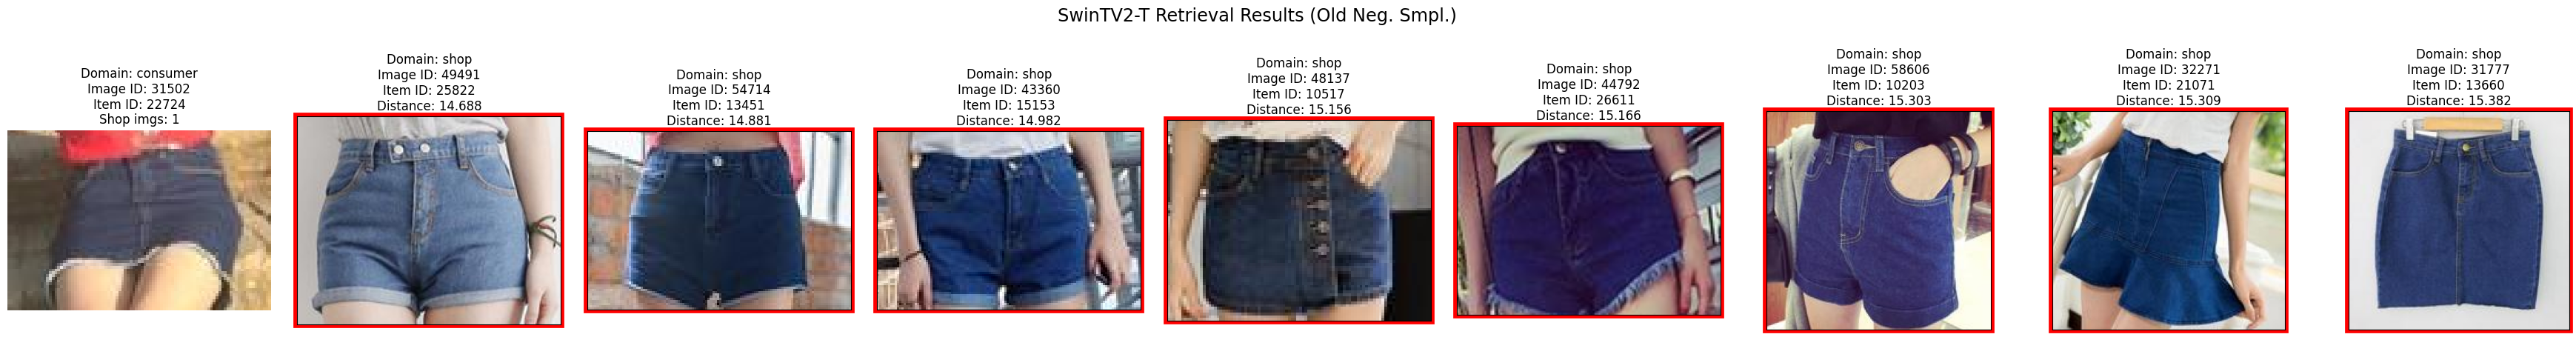 SwinTV2-T Retrieval Results (Old Neg. Smpl.)
Domain: consumer
Image ID: 31502
Item ID: 22724
Shop imgs: 1
Domain: shop
Image ID: 49491
Item ID: 25822
Distance: 14.688
Domain: shop
Image ID: 54714
Item ID: 13451
Distance: 14.881
Domain: shop
Image ID: 43360
Item ID: 15153
Distance: 14.982
Domain: shop
Image ID: 48137
Item ID: 10517
Distance: 15.156
Domain: shop
Image ID: 44792
Item ID: 26611
Distance: 15.166
Domain: shop
Image ID: 58606
Item ID: 10203
Distance: 15.303
Domain: shop
Image ID: 32271
Item ID: 21071
Distance: 15.309
Domain: shop
Image ID: 31777
Item ID: 13660
Distance: 15.382